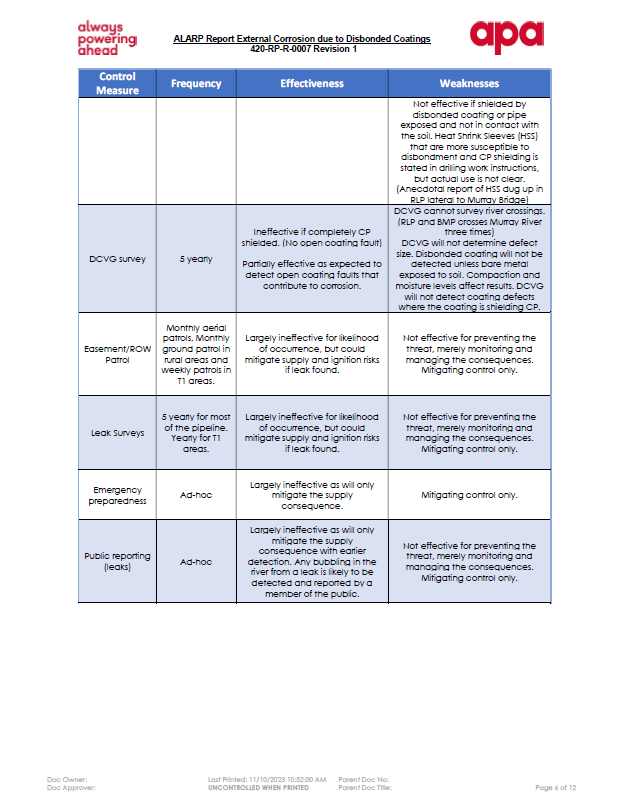 always
powering
ahead
ALARP Report External Corrosion due to Disbonded Coatings
420-RP-R-0007 Revision 1
apa
Control
Measure
Frequency
Effectiveness
Weaknesses
Not effective if shielded by
disbonded coating or pipe
exposed and not in contact with
the soil. Heat Shrink Sleeves (HSS)
that are more susceptible to
disbondment and CP shielding is
stated in drilling work instructions,
but actual use is not clear.
(Anecdotal report of HSS dug up in
RLP lateral to Murray Bridge)
DCVG survey
5 yearly
Ineffective if completely CP
shielded. (No open coating fault)
Partially effective as expected to
detect open coating faults that
contribute to corrosion.
DCVG cannot survey river crossings.
(RLP and BMP crosses Murray River
three times)
DCVG will not determine defect
size. Disbonded coating will not be
detected unless bare metal
exposed to soil. Compaction and
moisture levels affect results. DCVG
will not detect coating defects
where the coating is shielding CP.
Easement/ROW
Patrol
Monthly aerial
patrols. Monthly
ground patrol in
rural areas and
weekly patrols in
T1 areas.
Largely ineffective for likelihood
of occurrence, but could
mitigate supply and ignition risks
if leak found.
Not effective for preventing the
threat, merely monitoring and
managing the consequences.
Mitigating control only.
Leak Surveys
5 yearly for most
of the pipeline.
Yearly for T1
areas.
Largely ineffective for likelihood
of occurrence, but could
mitigate supply and ignition risks
if leak found.
Not effective for preventing the
threat, merely monitoring and
managing the consequences.
Mitigating control only.
Emergency
preparedness
Ad-hoc
Largely ineffective as will only
mitigate the supply
consequence.
Mitigating control only.
Public reporting
(leaks)
Ad-hoc
Largely ineffective as will only
mitigate the supply
consequence with earlier
detection. Any bubbling in the
river from a leak is likely to be
detected and reported by a
member of the public.
Not effective for preventing the
threat, merely monitoring and
managing the consequences.
Mitigating control only.
Doc Owner:
Doc Approver:
Last Printed: 11/10/2023 10:52:00 AM
UNCONTROLLED WHEN PRINTED
Parent Doc No:
Parent Doc Title:
Page 6 of 12